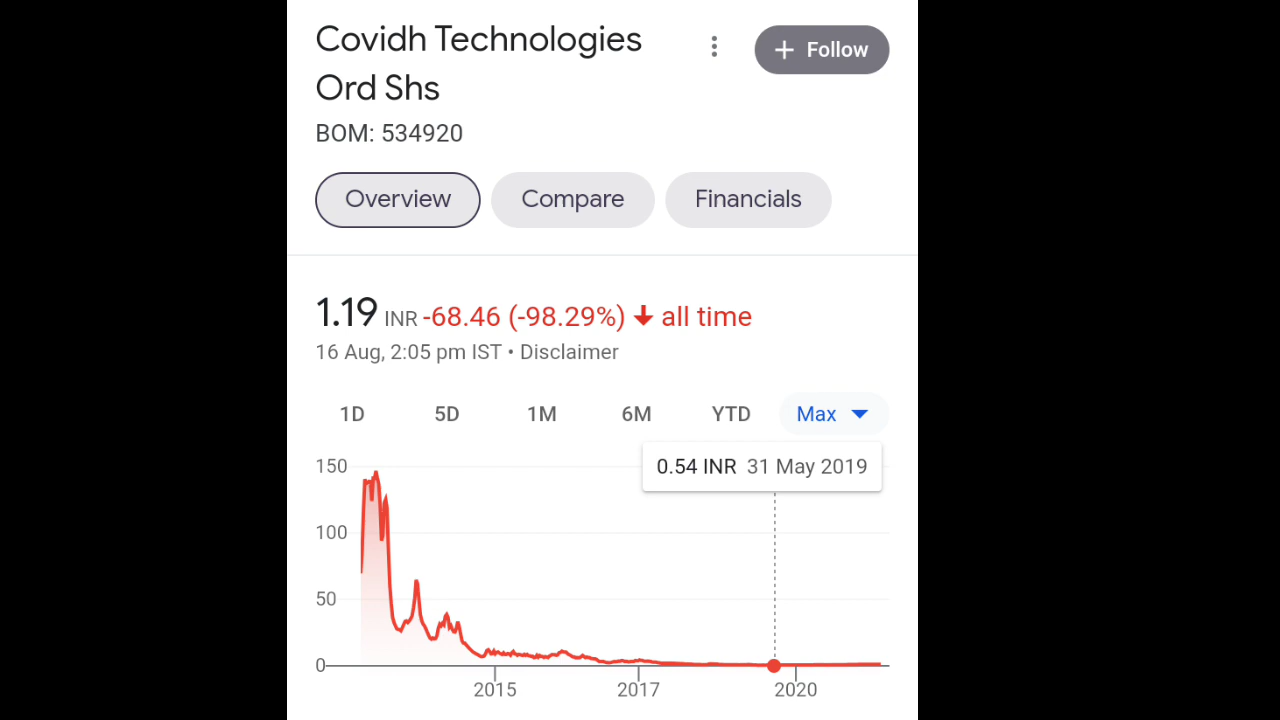 Covidh Technologies
Ord Shs
+ Follow
BOM: 534920
Overview Compare Financials
1.19 INR -68.46 (-98.29%) ↓ all time
16 Aug, 2:05 pm IST • Disclaimer
1D 5D 1M 6M YTD Max
0.54 INR 31 May 2019
150
100
50
0
2015 2017 2020